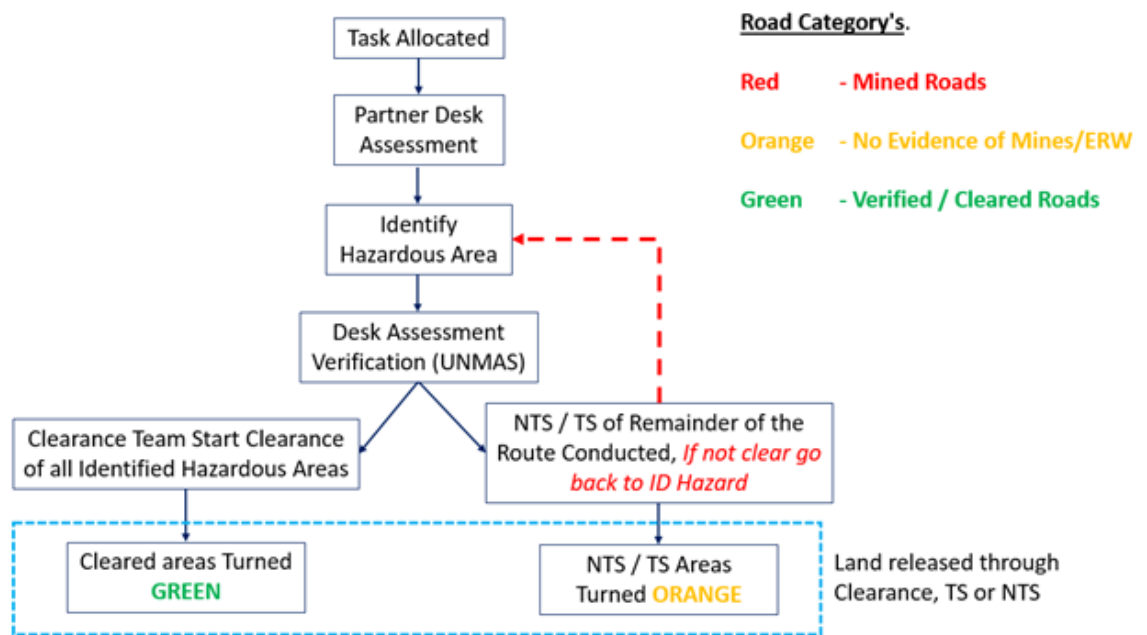 Task Allocated
Partner Desk
Assessment
Identify
Hazardous Area
Desk Assessment
Verification (UNMAS)
Clearance Team Start Clearance
of all Identified Hazardous Areas
NTS / TS of Remainder of the
Route Conducted, If not clear go
back to ID Hazard
Cleared areas Turned
GREEN
NTS / TS Areas
Turned ORANGE
Land released through
Clearance, TS or NTS
Road Category's.
Red - Mined Roads
Orange - No Evidence of Mines/ERW
Green - Verified / Cleared Roads